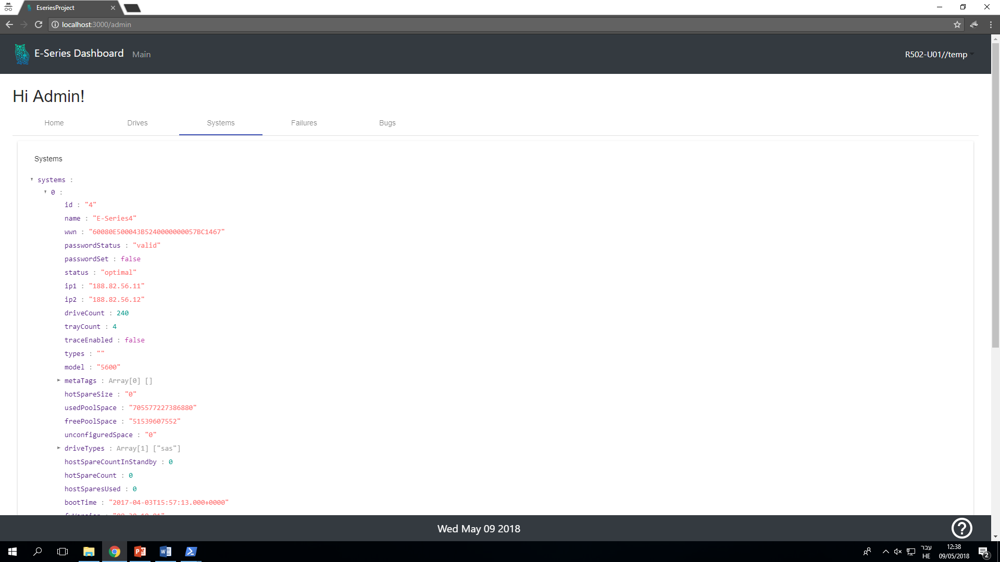 EseriesProject
localhost:3000/admin
E-Series Dashboard Main R502-U01//temp
Hi Admin!
Home Drives Systems Failures Bugs
Systems
systems :
0 :
id : "4"
name : "E-Series4"
wwn : "60080E500043B5240000000057BC1467"
passwordStatus : "valid"
passwordSet : false
status : "optimal"
ip1 : "188.82.56.11"
ip2 : "188.82.56.12"
driveCount : 240
trayCount : 4
traceEnabled : false
types : ""
model : "5600"
metaTags : Array[0] []
hotSpareSize : "0"
usedPoolSpace : "705577227386880"
freePoolSpace : "51539607552"
unconfiguredSpace : "0"
driveTypes : Array[1] ["sas"]
hostSpareCountInStandby : 0
hotSpareCount : 0
hostSparesUsed : 0
bootTime : "2017-04-03T15:57:13.000+0000"
Wed May 09 2018
?
עבר
HE
12:38
09/05/2018
2